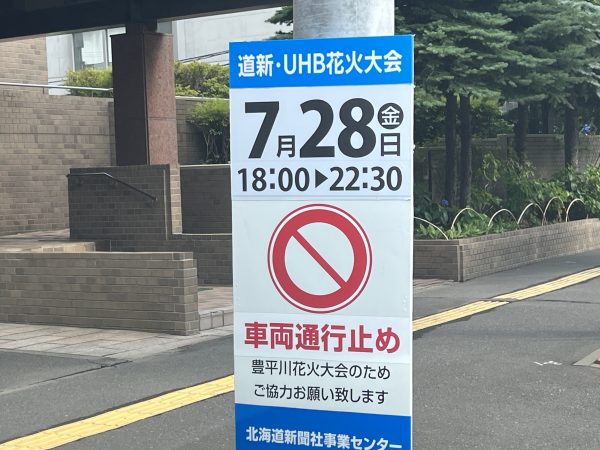 道新・UHB花火大会
7月28日㊎
18:00▶22:30
車両通行止め
豊平川花火大会のため
ご協力お願い致します
北海道新聞社事業センター